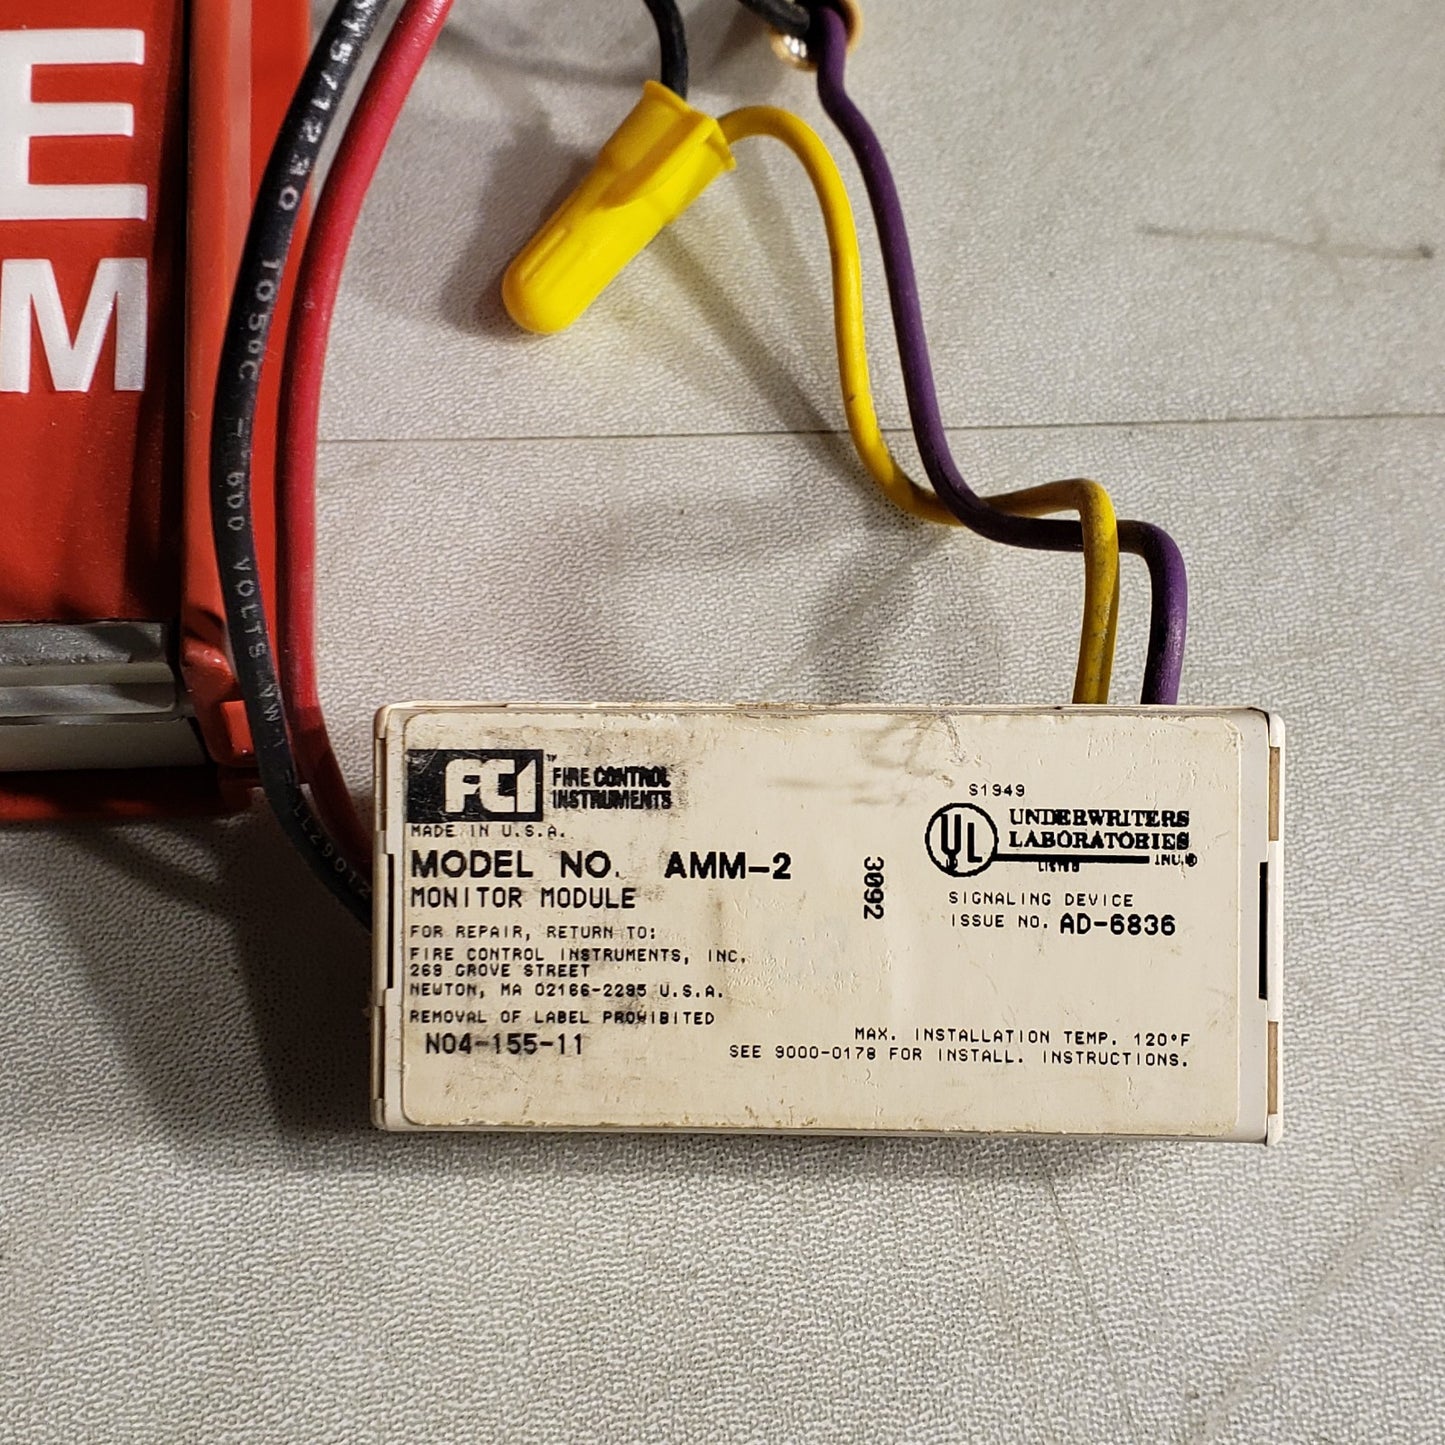 E
M
105°C
600 VOLTS
FCI™ FIRE CONTROL
INSTRUMENTS
MADE IN U.S.A.
MODEL NO. AMM-2
MONITOR MODULE
FOR REPAIR, RETURN TO:
FIRE CONTROL INSTRUMENTS, INC.
269 GROVE STREET
NEWTON, MA 02166-2295 U.S.A.
REMOVAL OF LABEL PROHIBITED
N04-155-11
3092
S1949
UL UNDERWRITERS
LABORATORIES
INC.®
LISTED
SIGNALING DEVICE
ISSUE NO. AD-6836
MAX. INSTALLATION TEMP. 120°F
SEE 9000-0178 FOR INSTALL. INSTRUCTIONS.